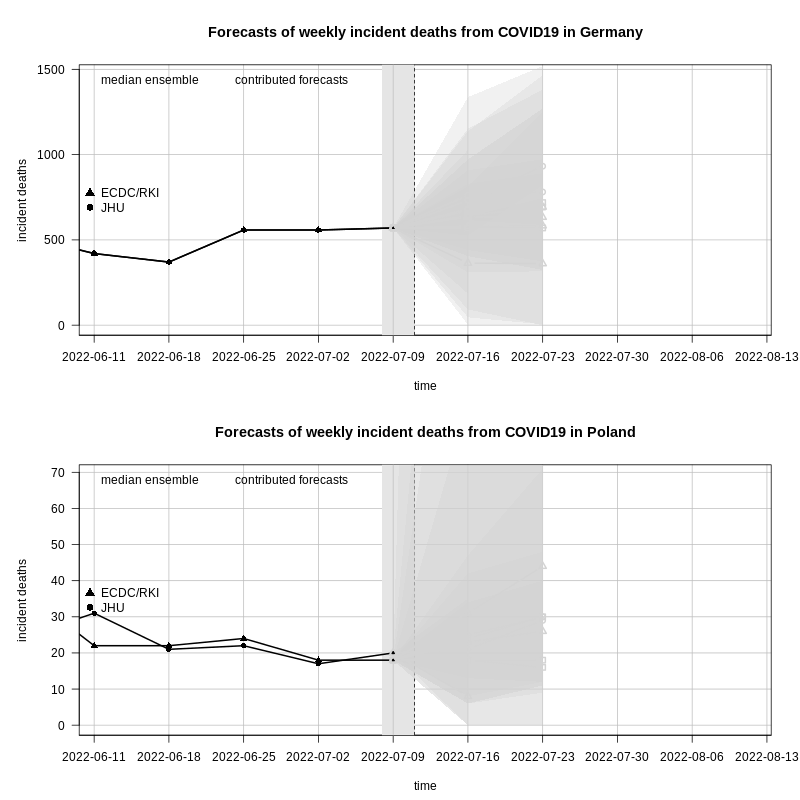 Forecasts of weekly incident deaths from COVID19 in Germany
median ensemble contributed forecasts
1500
1000
500
0
incident deaths
ECDC/RKI
JHU
2022-06-11 2022-06-18 2022-06-25 2022-07-02 2022-07-09 2022-07-16 2022-07-23 2022-07-30 2022-08-06 2022-08-13
time
Forecasts of weekly incident deaths from COVID19 in Poland
median ensemble contributed forecasts
70
60
50
40
30
20
10
0
incident deaths
ECDC/RKI
JHU
2022-06-11 2022-06-18 2022-06-25 2022-07-02 2022-07-09 2022-07-16 2022-07-23 2022-07-30 2022-08-06 2022-08-13
time